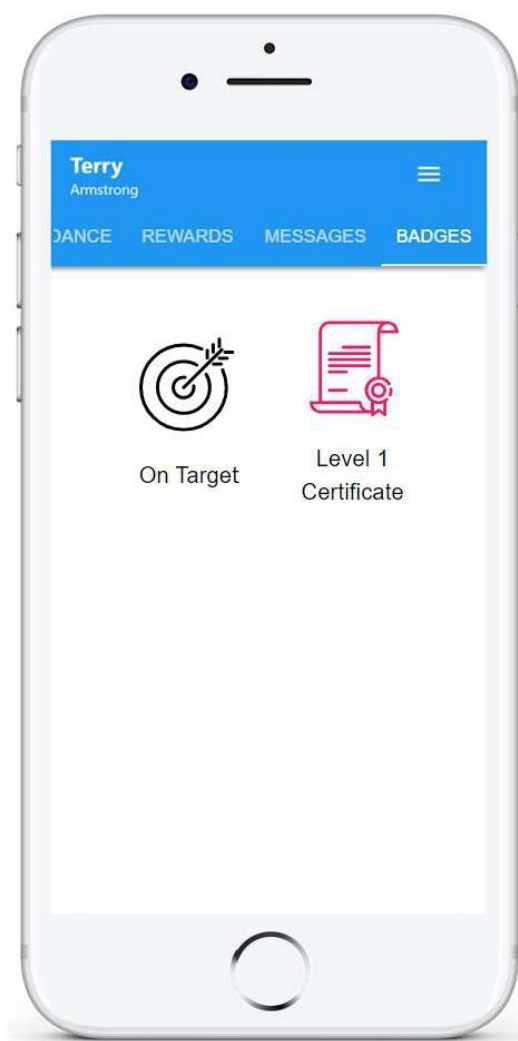 Terry
Armstrong
DANCE REWARDS MESSAGES BADGES
On Target
Level 1
Certificate